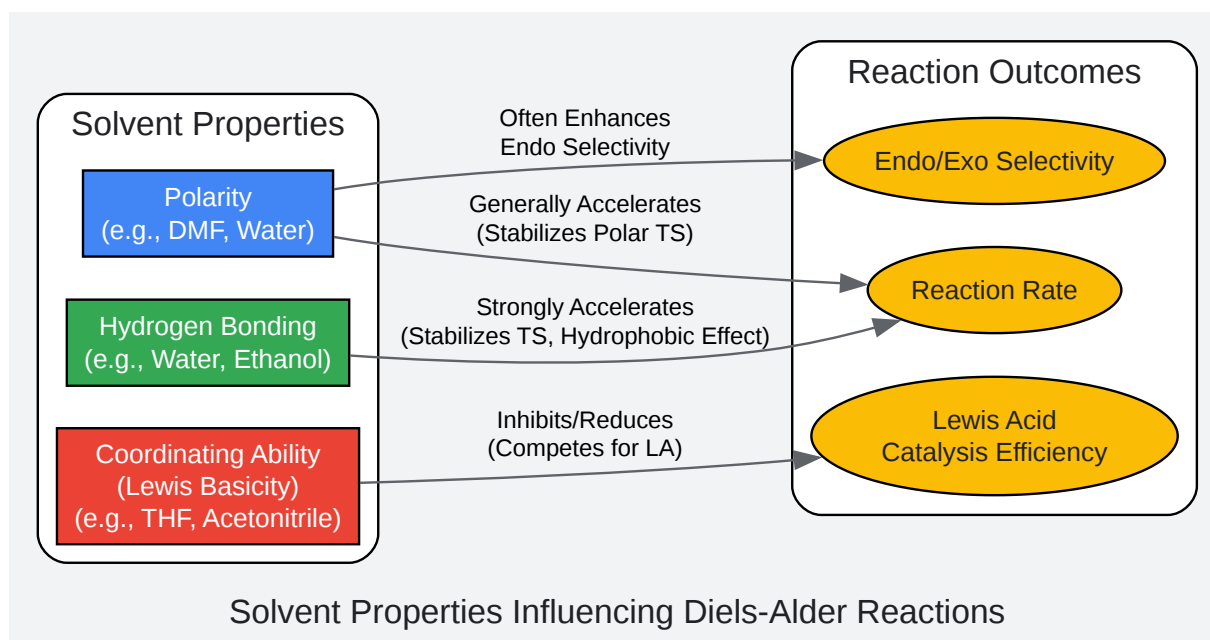 Solvent Properties
Polarity
(e.g., DMF, Water)
Hydrogen Bonding
(e.g., Water, Ethanol)
Coordinating Ability
(Lewis Basicity)
(e.g., THF, Acetonitrile)
Often Enhances
Endo Selectivity
Generally Accelerates
(Stabilizes Polar TS)
Strongly Accelerates
(Stabilizes TS, Hydrophobic Effect)
Inhibits/Reduces
(Competes for LA)
Reaction Outcomes
Endo/Exo Selectivity
Reaction Rate
Lewis Acid
Catalysis Efficiency
Solvent Properties Influencing Diels-Alder Reactions